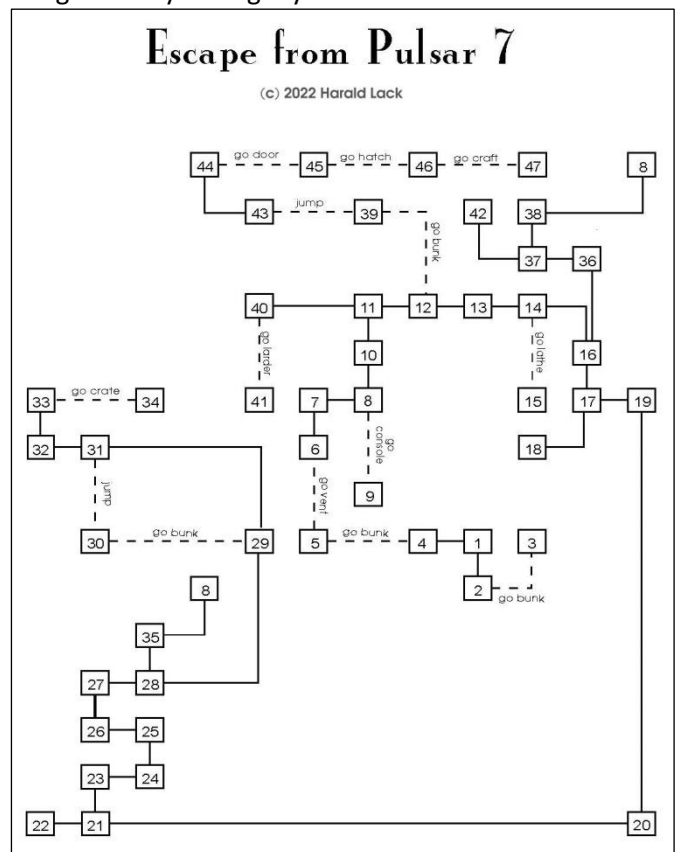 Escape from Pulsar 7
(c) 2022 Harald Lack
44 go door 45 go hatch 46 go craft 47 8
43 jump 39 42 38
go bunk
37 36
40 11 12 13 14
go larder
go lathe
10 16
33 go crate 34 41 7 8 15 17 19
32 31 6 18
jump
go vent
go console
9
30 go bunk 29 5 go bunk 4 1 3
8 2 go bunk
35
27 28
26 25
23 24
22 21 20